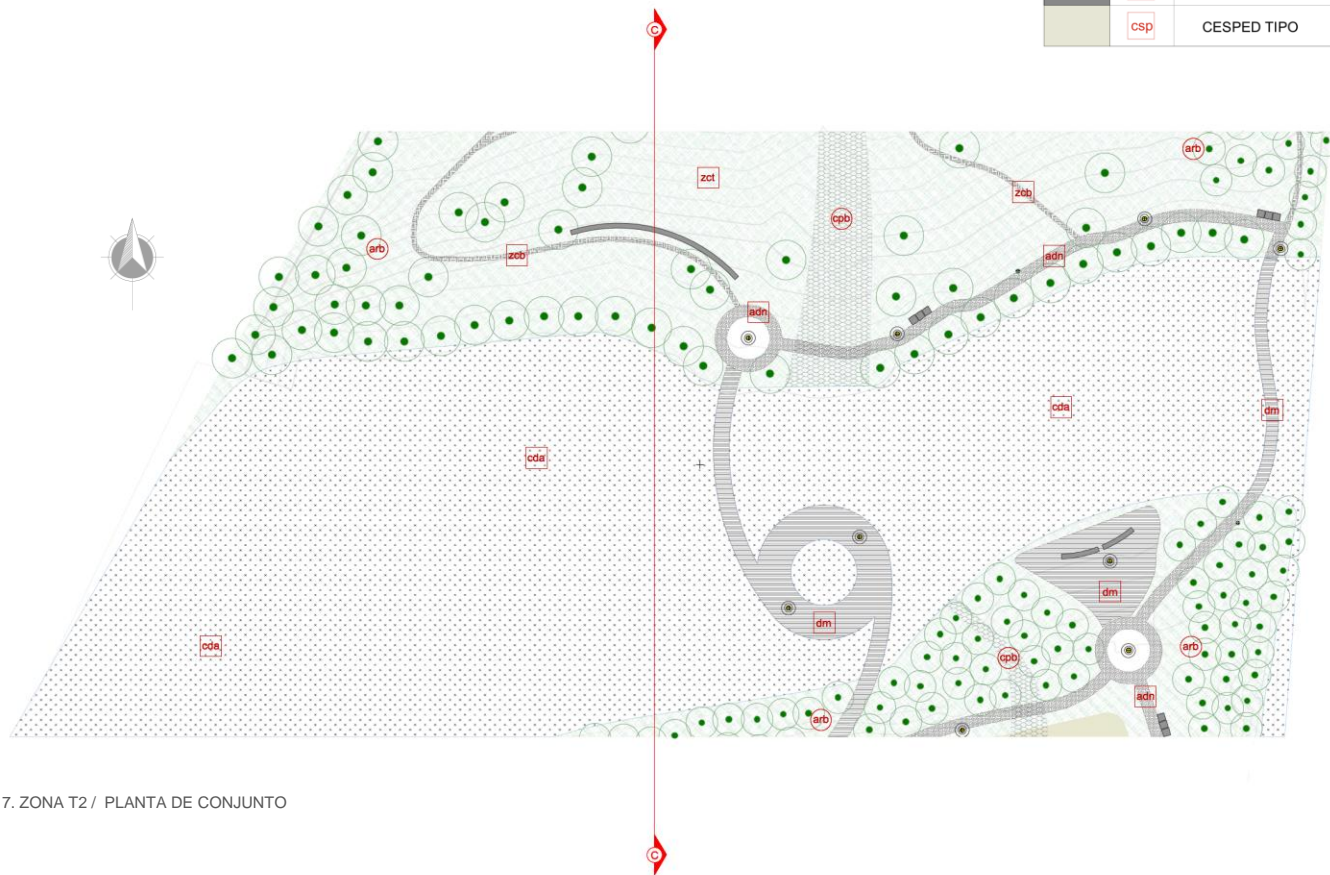 C
csp CESPED TIPO
arb
zct
zcb
cpb
arb
zcb
adn
adn
cda
dm
cda
dm
dm
cda
cpb
arb
adn
arb
7. ZONA T2 / PLANTA DE CONJUNTO
C